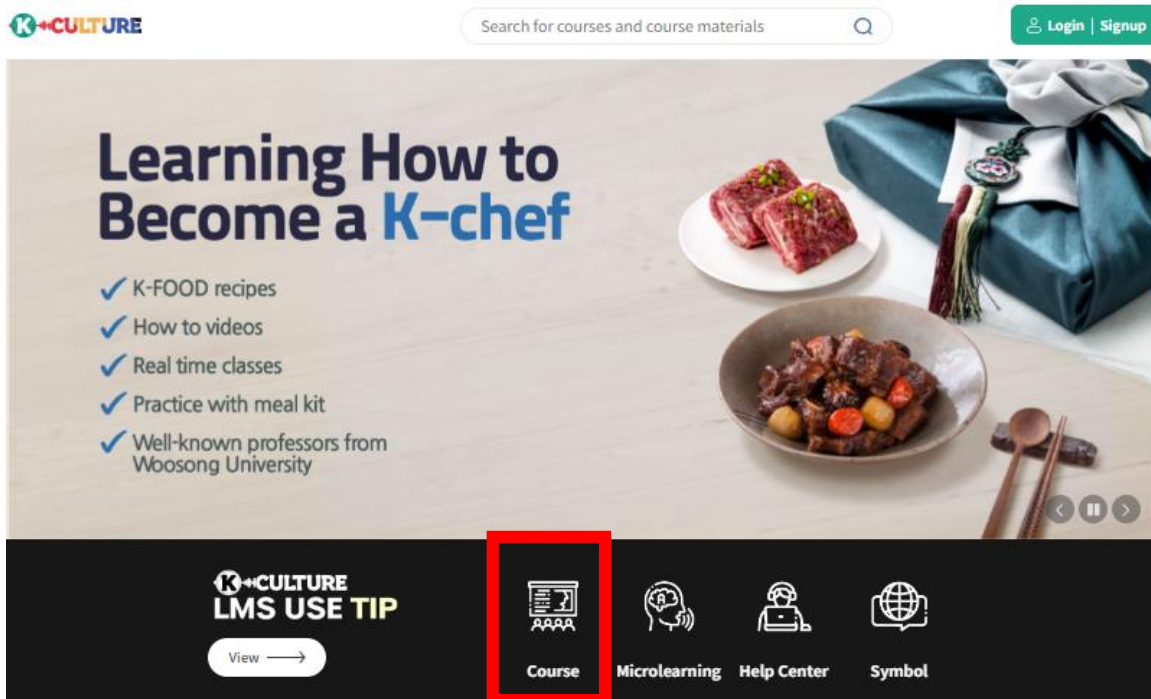 K CULTURE
Search for courses and course materials
Login | Signup
Learning How to
Become a K-chef
K-FOOD recipes
How to videos
Real time classes
Practice with meal kit
Well-known professors from
Woosong University
K CULTURE
LMS USE TIP
View
Course Microlearning Help Center Symbol